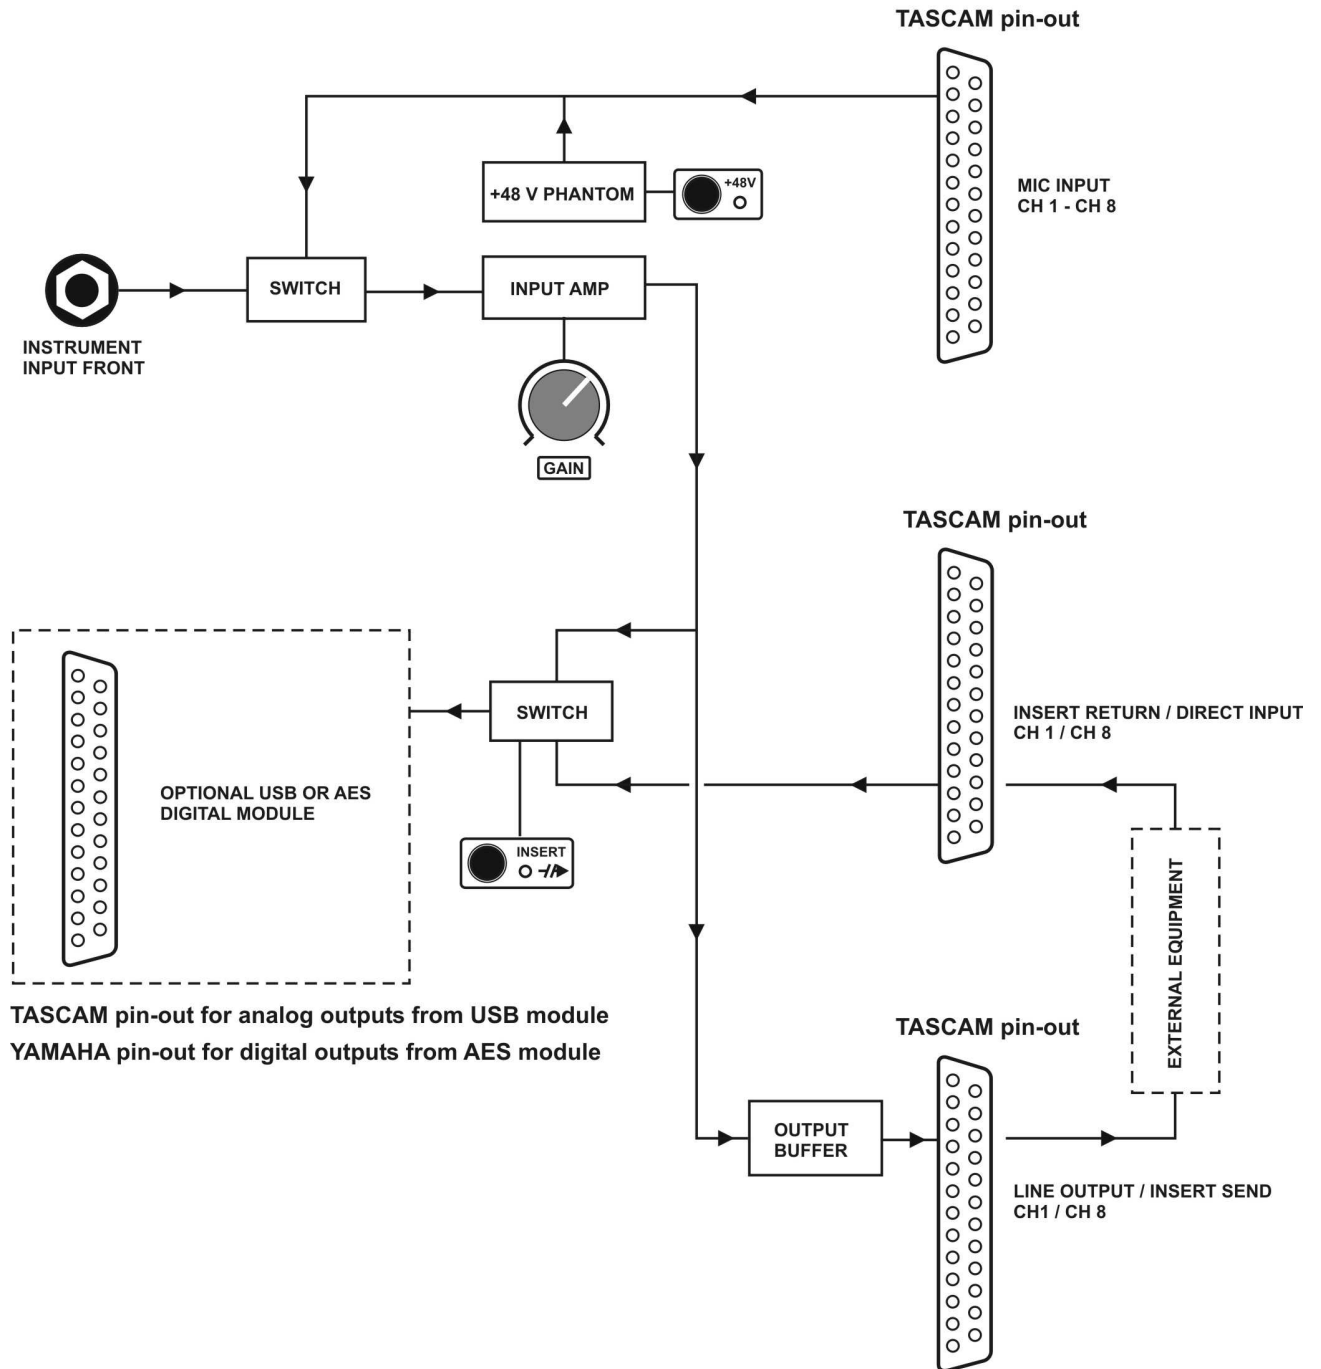 TASCAM pin-out
MIC INPUT
CH 1 - CH 8
+48 V PHANTOM
+48V
SWITCH
INPUT AMP
INSTRUMENT
INPUT FRONT
GAIN
TASCAM pin-out
INSERT RETURN / DIRECT INPUT
CH 1 / CH 8
SWITCH
OPTIONAL USB OR AES
DIGITAL MODULE
INSERT
EXTERNAL EQUIPMENT
TASCAM pin-out for analog outputs from USB module
YAMAHA pin-out for digital outputs from AES module
TASCAM pin-out
OUTPUT
BUFFER
LINE OUTPUT / INSERT SEND
CH1 / CH 8